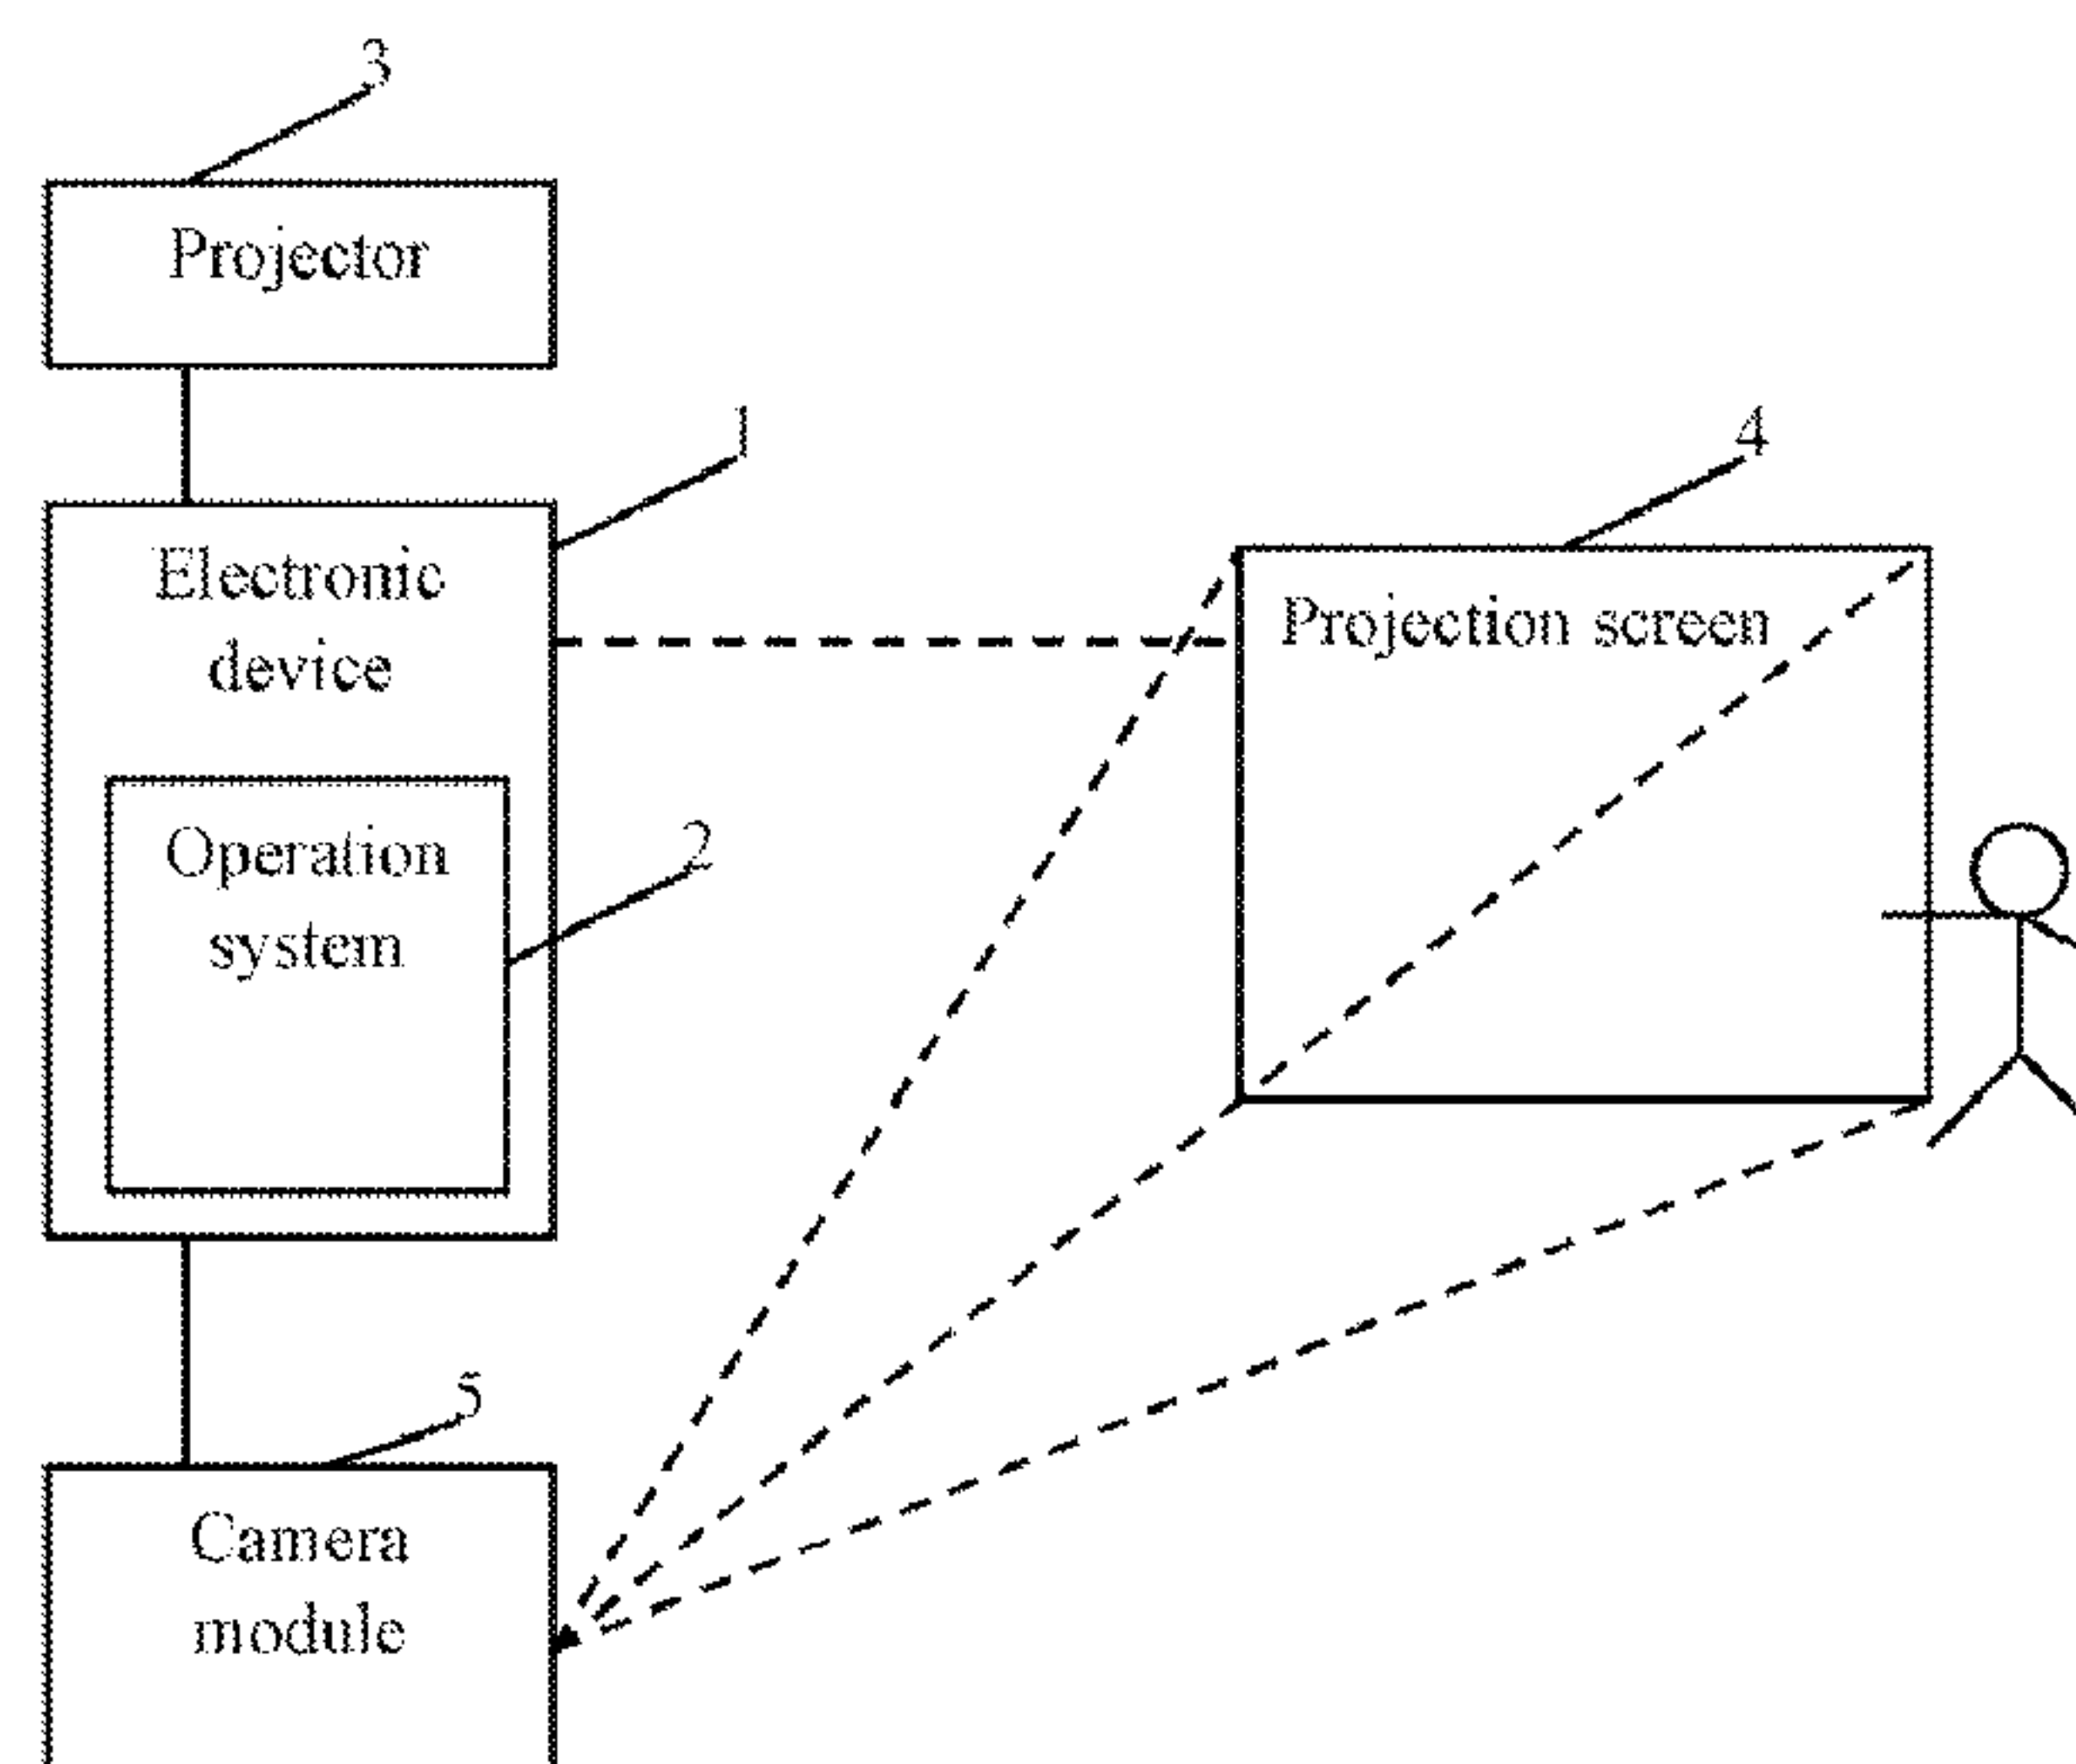 3
Projector
1
Electronic
device
4
Projection screen
Operation
system
2
5
Camera
module